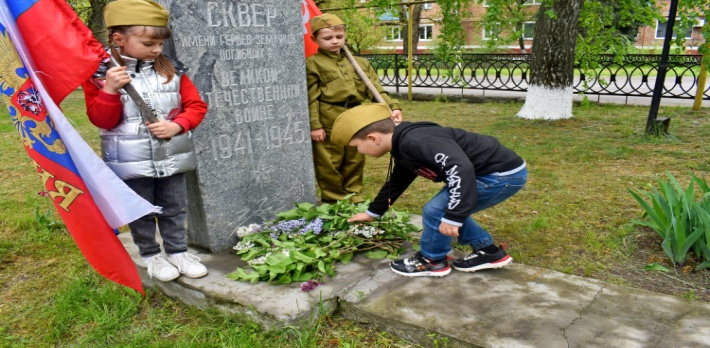 СКВЕР
ИМЕНИ ГЕРОЕВ-ЗЕМЛЯКОВ
ПОГИБШИХ
В ВЕЛИКОЙ
ОТЕЧЕСТВЕННОЙ
ВОЙНЕ
1941-1945